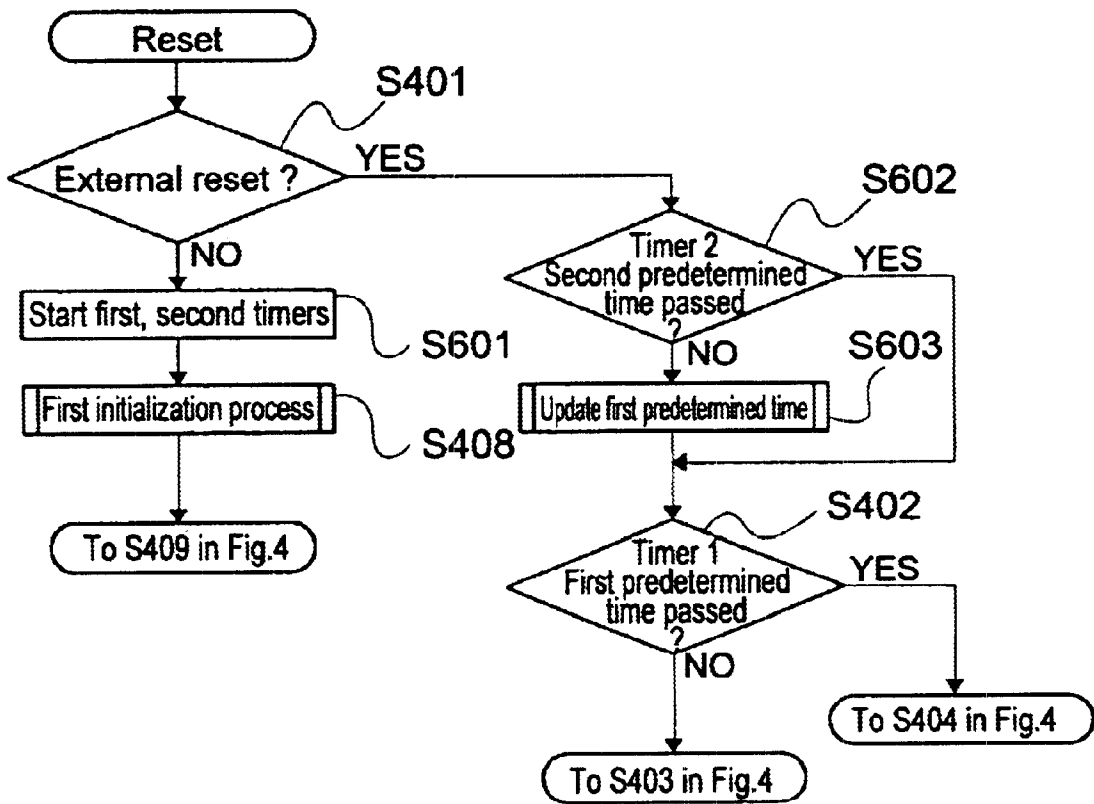 Reset
S401
External reset ?
YES
NO
S602
Timer 2
Second predetermined
time passed
?
YES
NO
Start first, second timers
S601
S603
First initialization process
S408
Update first predetermined time
S402
To S409 in Fig.4
Timer 1
First predetermined
time passed
?
YES
NO
To S404 in Fig.4
To S403 in Fig.4